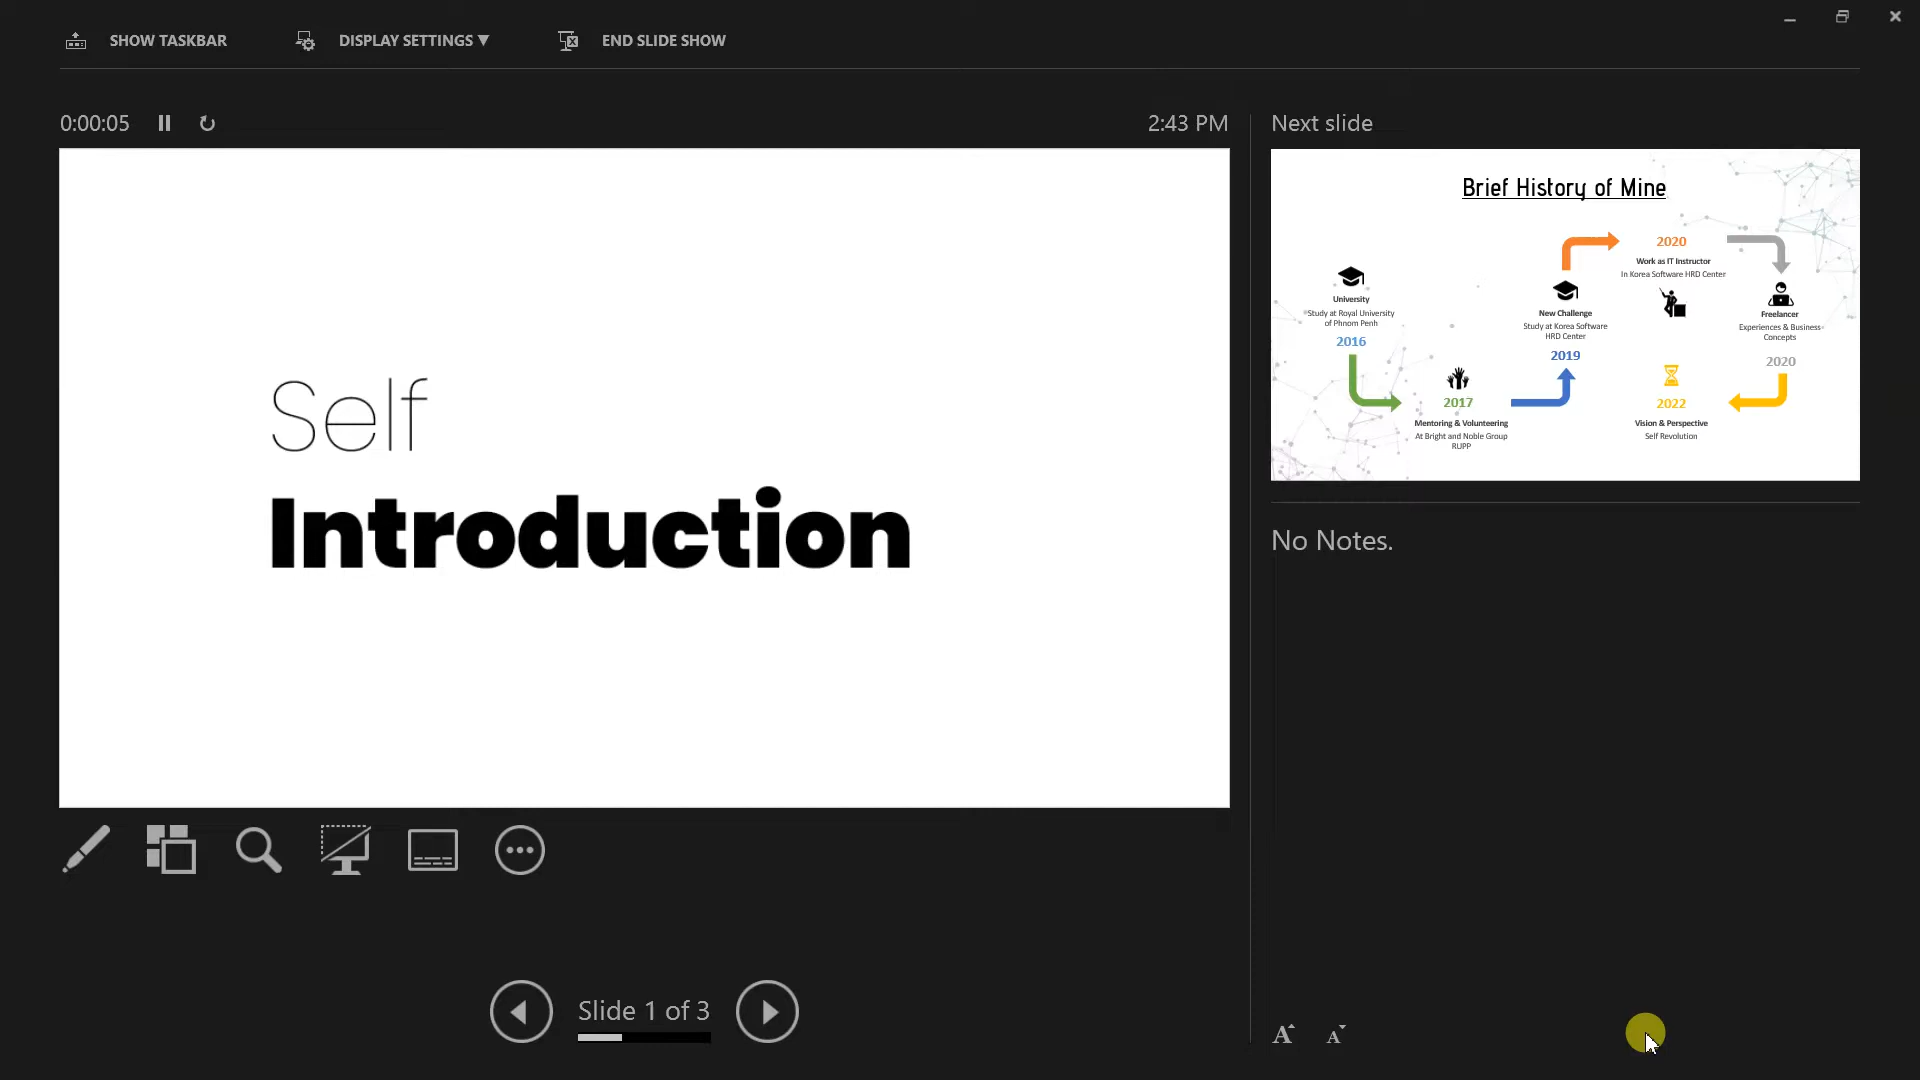 SHOW TASKBAR
DISPLAY SETTINGS ▼
END SLIDE SHOW
0:00:05
2:43 PM
Next slide
Self
Introduction
Brief History of Mine
University
Study at Royal University
of Phnom Penh
2016
2017
Mentoring & Volunteering
At Bright and Noble Group
RUPP
New Challenge
Study at Korea Software
HRD Center
2019
2020
Work as IT Instructor
In Korea Software HRD Center
Freelancer
Experiences & Business
Concepts
2020
2022
Vision & Perspective
Self Revolution
No Notes.
Slide 1 of 3
A
A